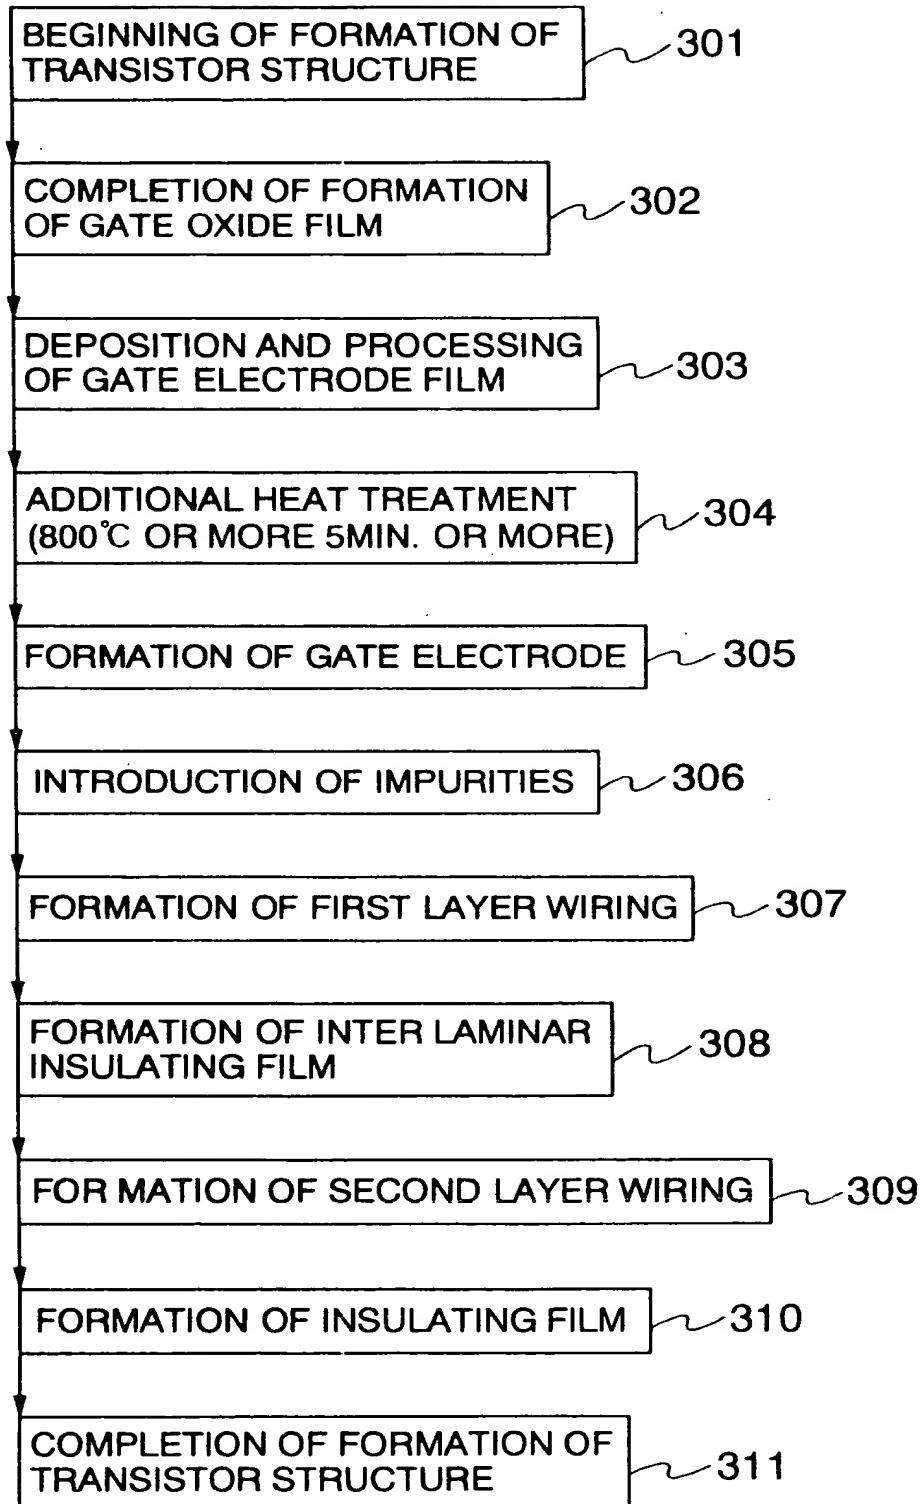 BEGINNING OF FORMATION OF
TRANSISTOR STRUCTURE
301
COMPLETION OF FORMATION
OF GATE OXIDE FILM
302
DEPOSITION AND PROCESSING
OF GATE ELECTRODE FILM
303
ADDITIONAL HEAT TREATMENT
(800℃ OR MORE 5MIN. OR MORE)
304
FORMATION OF GATE ELECTRODE
305
INTRODUCTION OF IMPURITIES
306
FORMATION OF FIRST LAYER WIRING
307
FORMATION OF INTER LAMINAR
INSULATING FILM
308
FOR MATION OF SECOND LAYER WIRING
309
FORMATION OF INSULATING FILM
310
COMPLETION OF FORMATION OF
TRANSISTOR STRUCTURE
311